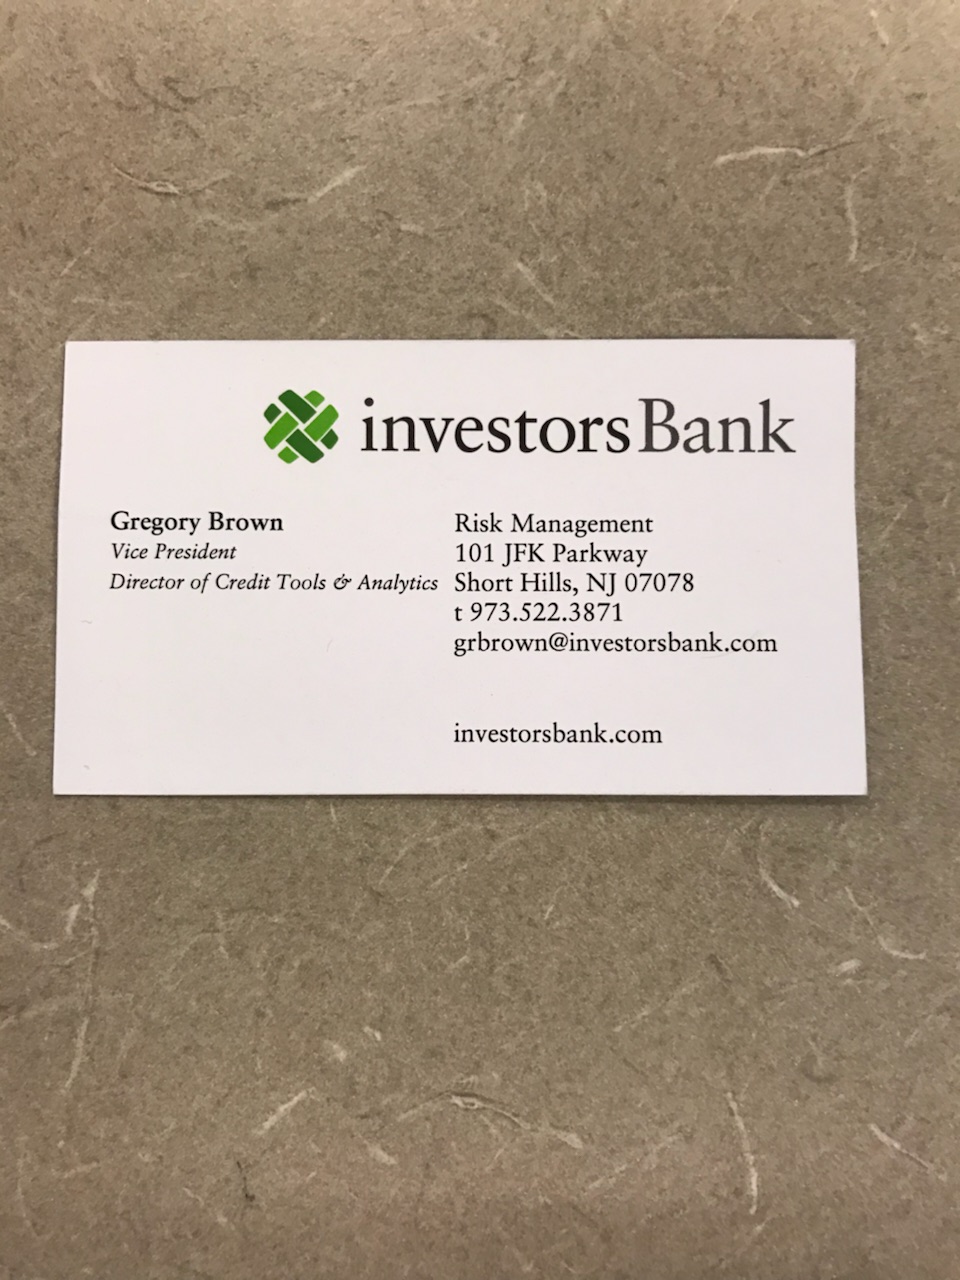 investorsBank
Gregory Brown
Vice President
Director of Credit Tools & Analytics
Risk Management
101 JFK Parkway
Short Hills, NJ 07078
t 973.522.3871
grbrown@investorsbank.com
investorsbank.com